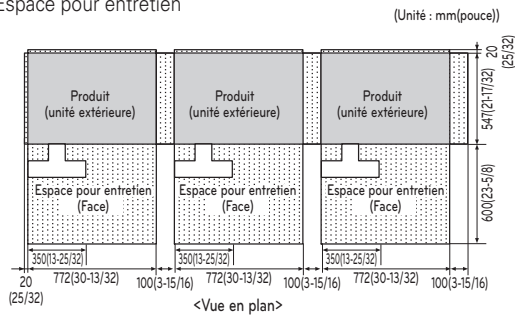 Espace pour entretien
(Unité : mm(pouce))
20
(25/32)
547(21-17/32)
600(23-5/8)
Produit
(unité extérieure)
Produit
(unité extérieure)
Produit
(unité extérieure)
Espace pour entretien
(Face)
Espace pour entretien
(Face)
Espace pour entretien
(Face)
350(13-25/32)
350(13-25/32)
350(13-25/32)
20
(25/32)
772(30-13/32)
100(3-15/16)
772(30-13/32)
100(3-15/16)
772(30-13/32)
100(3-15/16)
<Vue en plan>